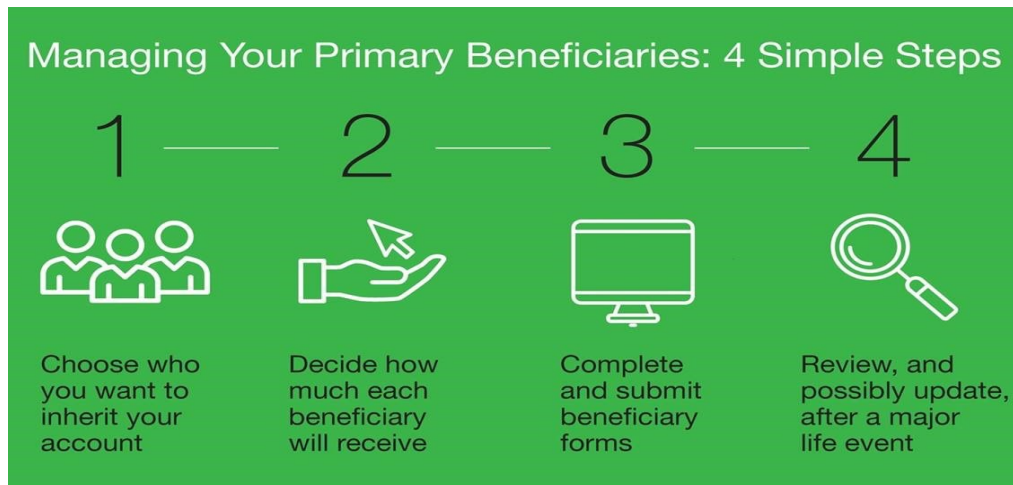 Managing Your Primary Beneficiaries: 4 Simple Steps
1
2
3
4
Choose who
you want to
inherit your
account
Decide how
much each
beneficiary
will receive
Complete
and submit
beneficiary
forms
Review, and
possibly update,
after a major
life event